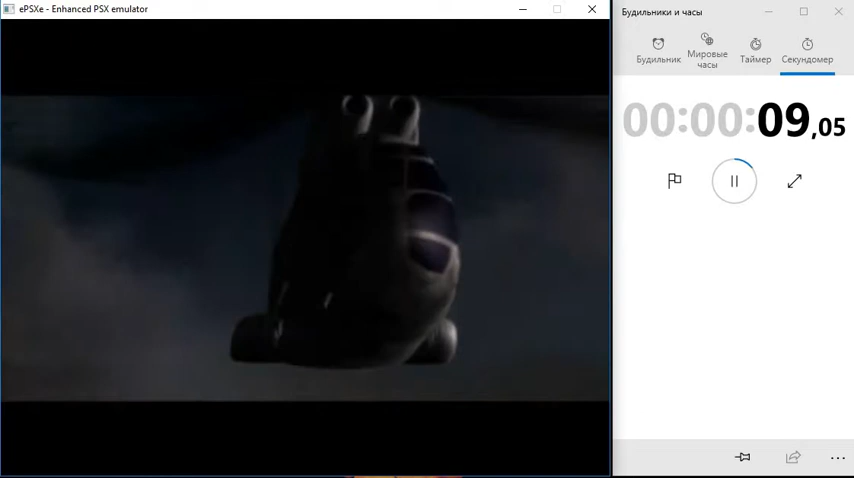 ePSXe - Enhanced PSX emulator
Будильники и часы
Будильник
Мировые
часы
Таймер
Секундомер
00:00:09,05